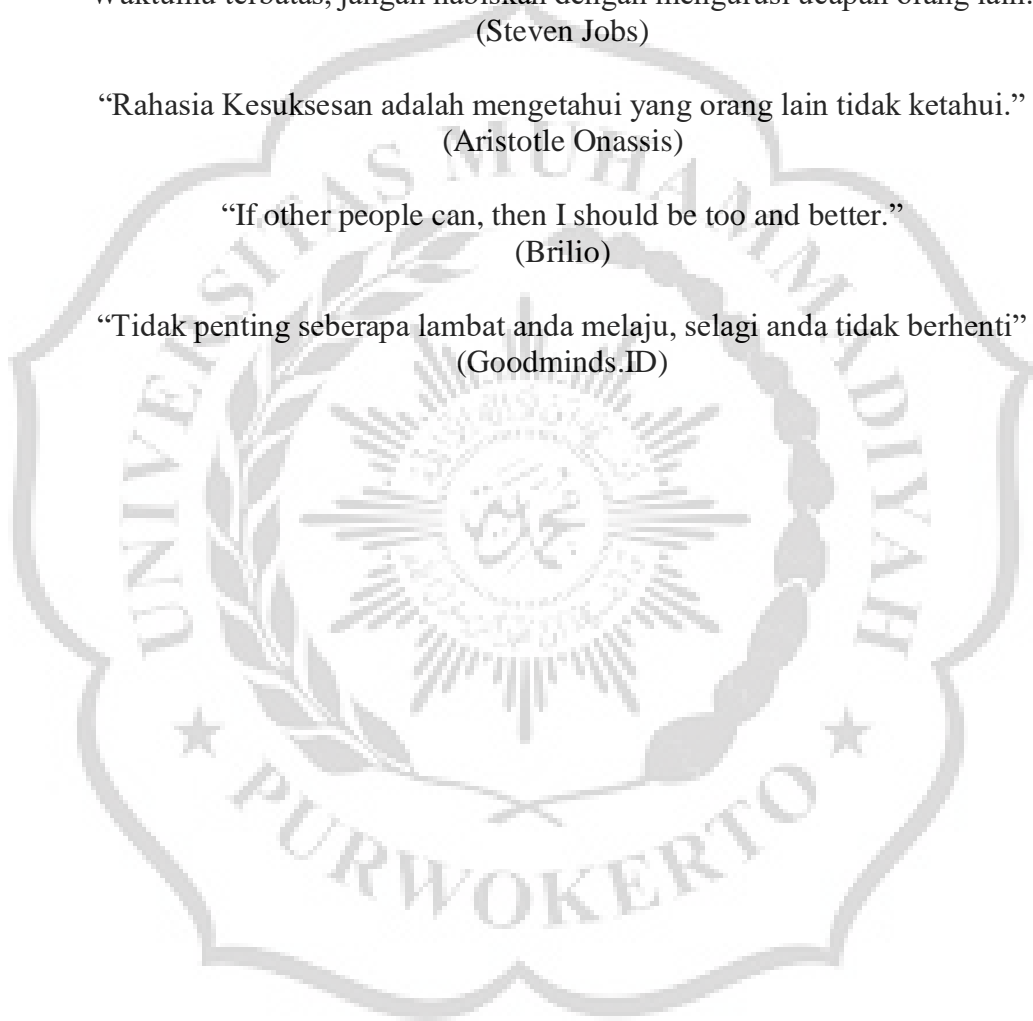 Waktumu terbatas, jangan habiskan dengan mengurusi ucapan orang lain.
(Steven Jobs)
“Rahasia Kesuksesan adalah mengetahui yang orang lain tidak ketahui.”
(Aristotle Onassis)
“If other people can, then I should be too and better.”
(Brilio)
“Tidak penting seberapa lambat anda melaju, selagi anda tidak berhenti”
(Goodminds.ID)
UNIVERSITAS MUHAMMADIYAH
PURWOKERTO